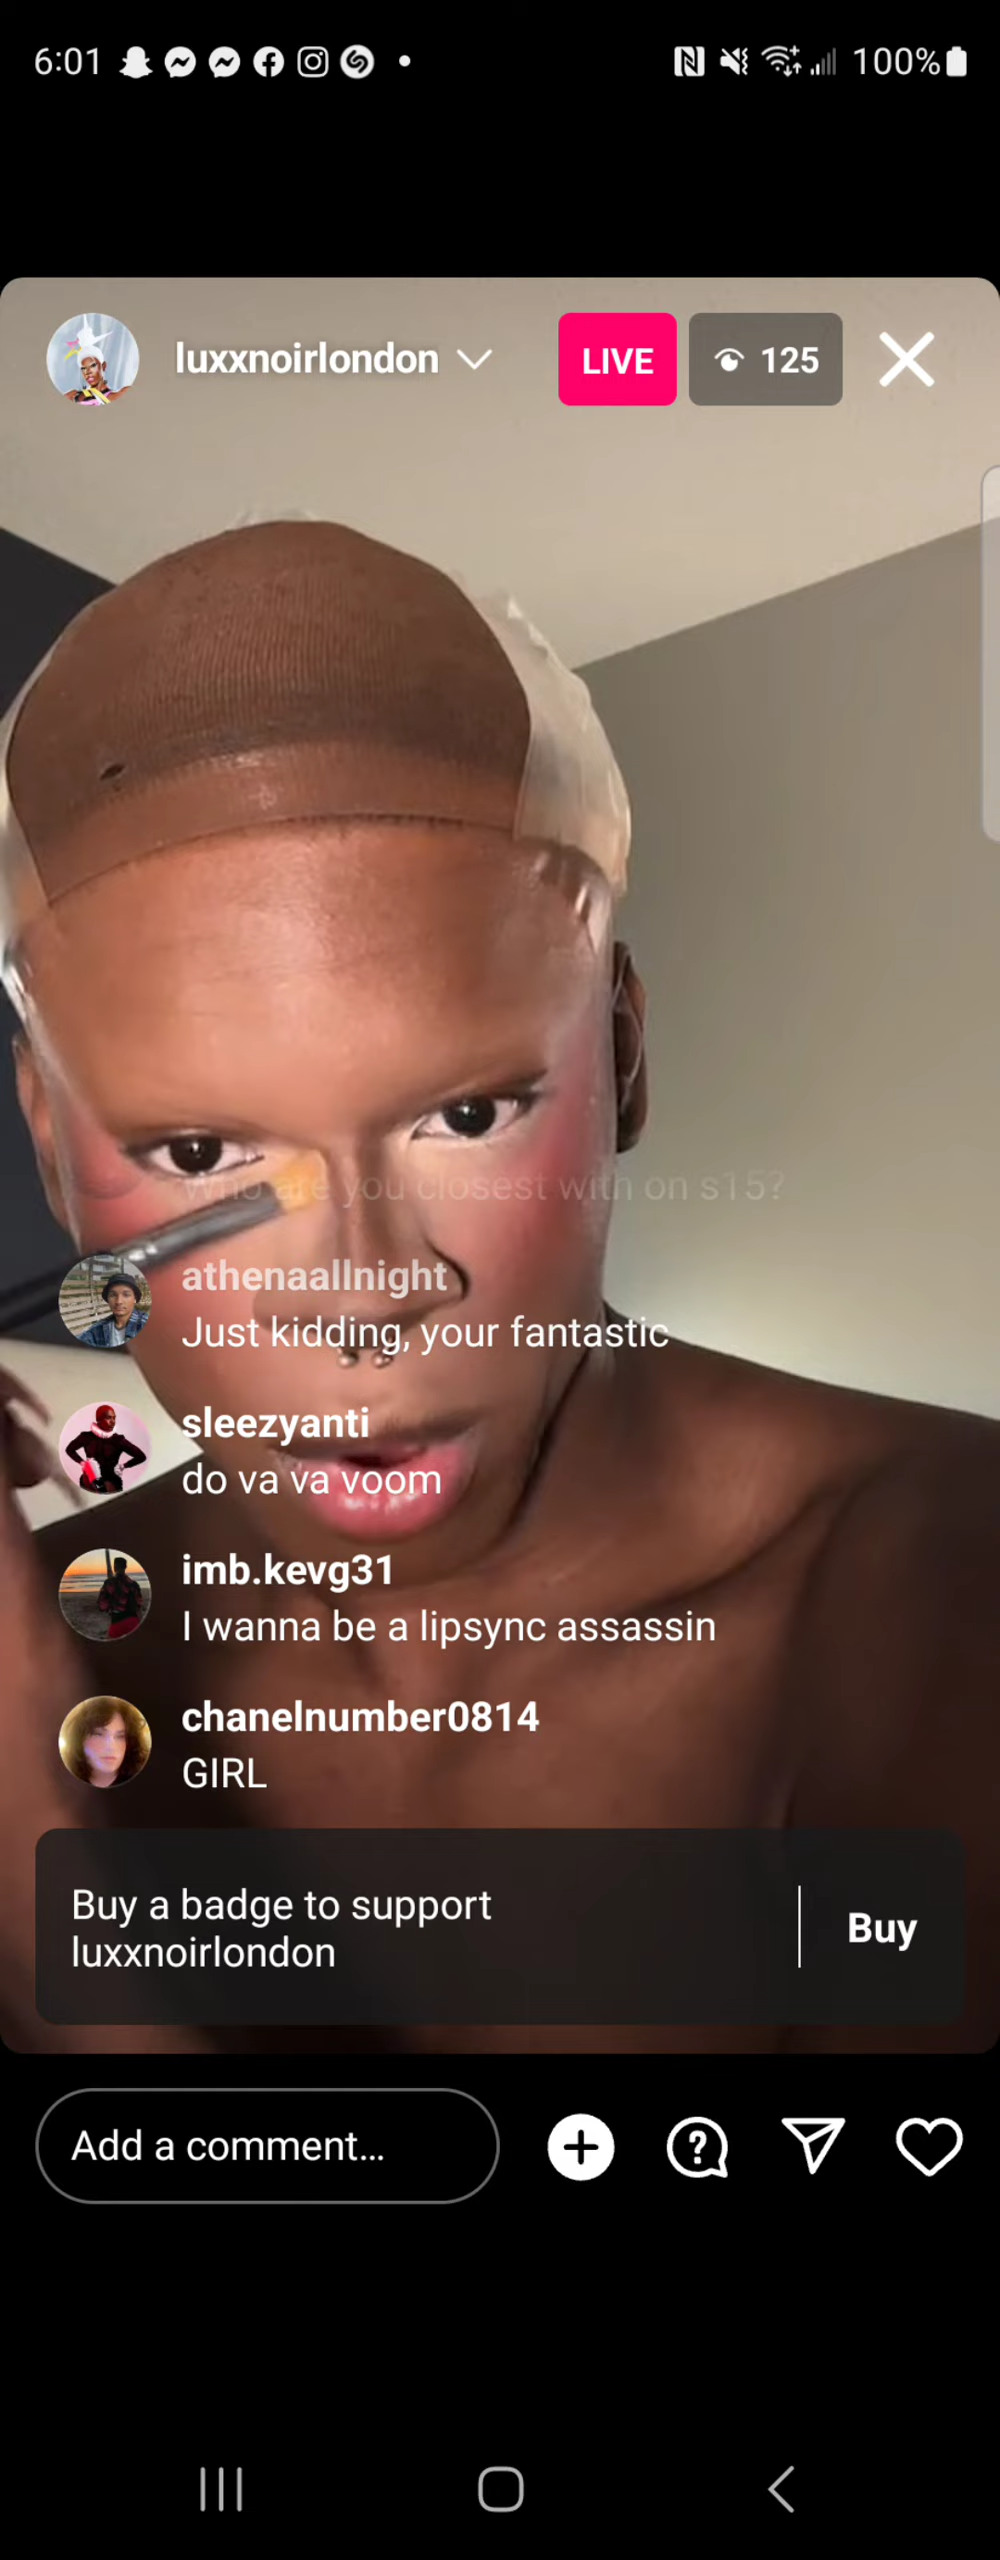 6:01
100%
luxxnoirlondon
LIVE
125
Who are you closest with on s15?
athenaallnight
Just kidding, your fantastic
sleezyanti
do va va voom
imb.kevg31
I wanna be a lipsync assassin
chanelnumber0814
GIRL
Buy a badge to support
luxxnoirlondon
Buy
Add a comment...